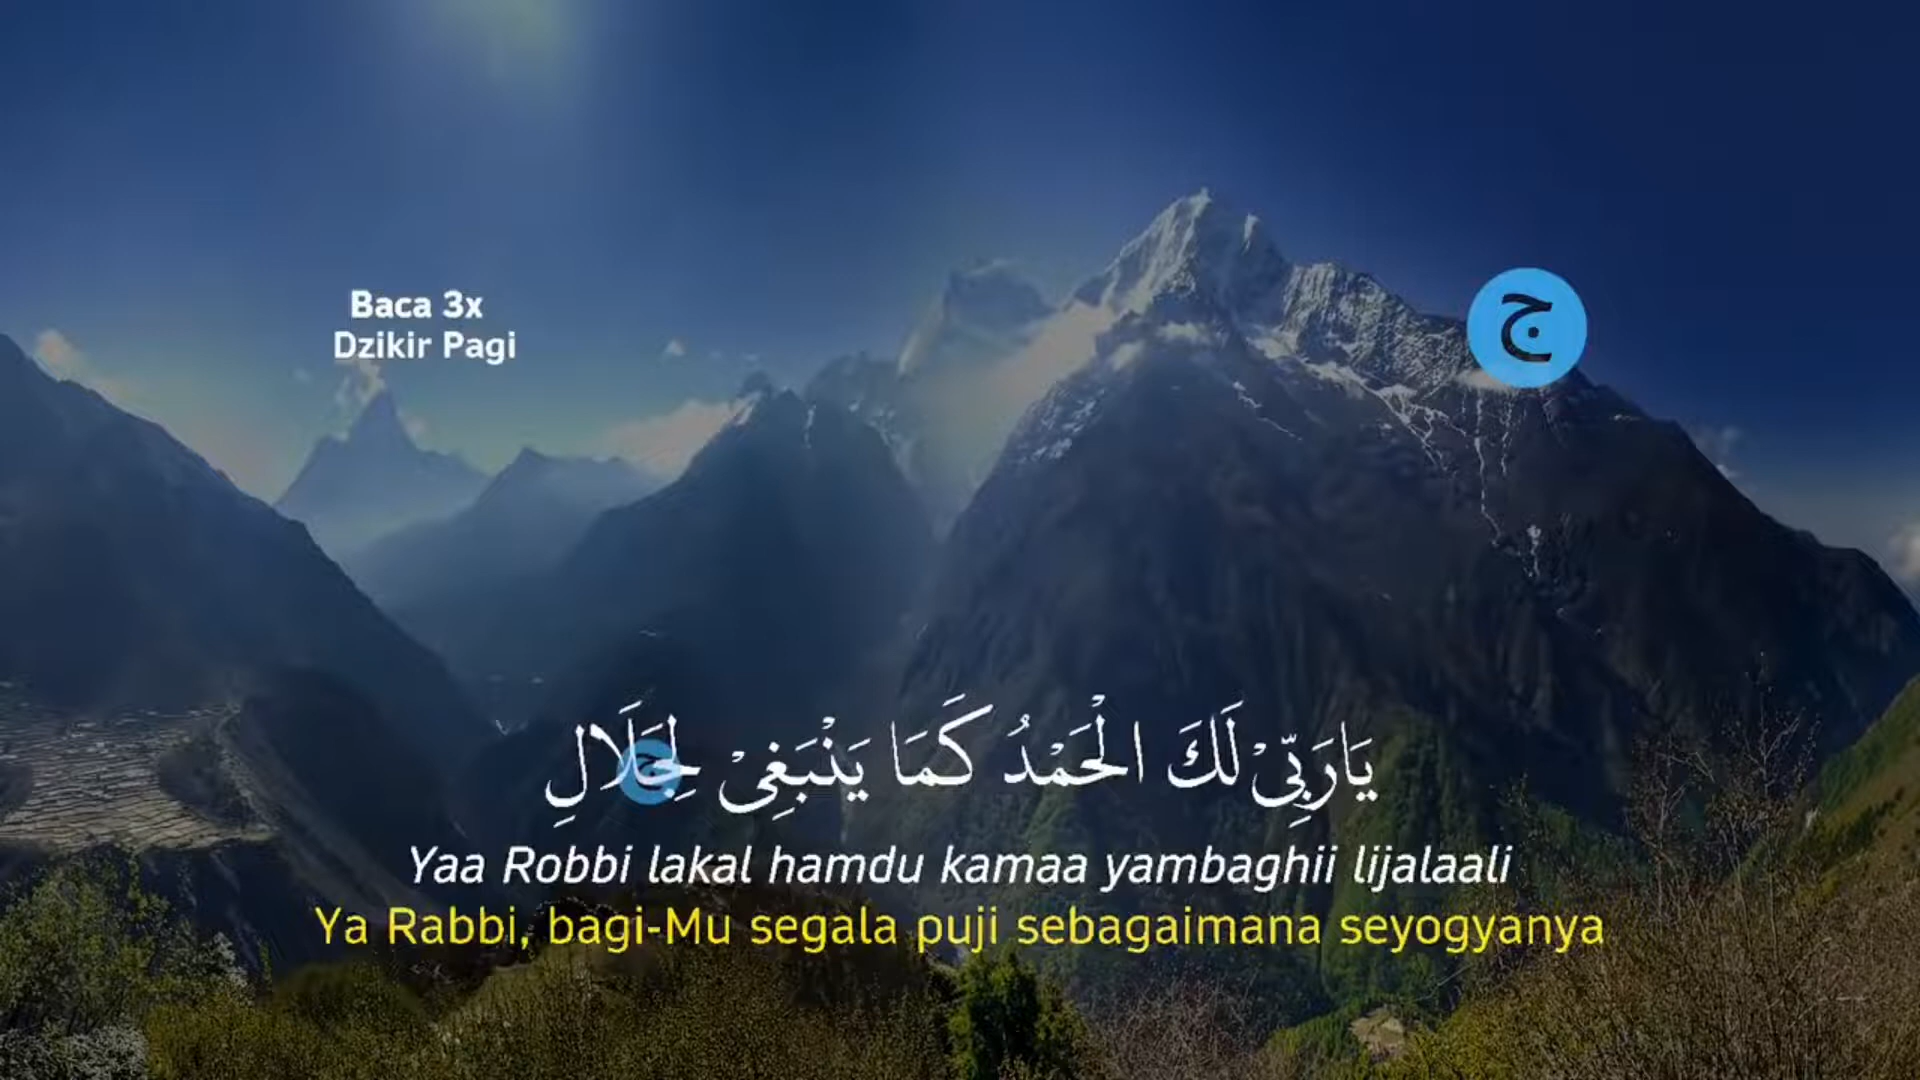 Baca 3x
Dzikir Pagi
ج
يَارَبِّيْ لَكَ الْحَمْدُ كَمَا يَنْبَغِيْ لِجَلَالِ
Yaa Robbi lakal hamdu kamaa yambaghii lijalaali
Ya Rabbi, bagi-Mu segala puji sebagaimana seyogyanya